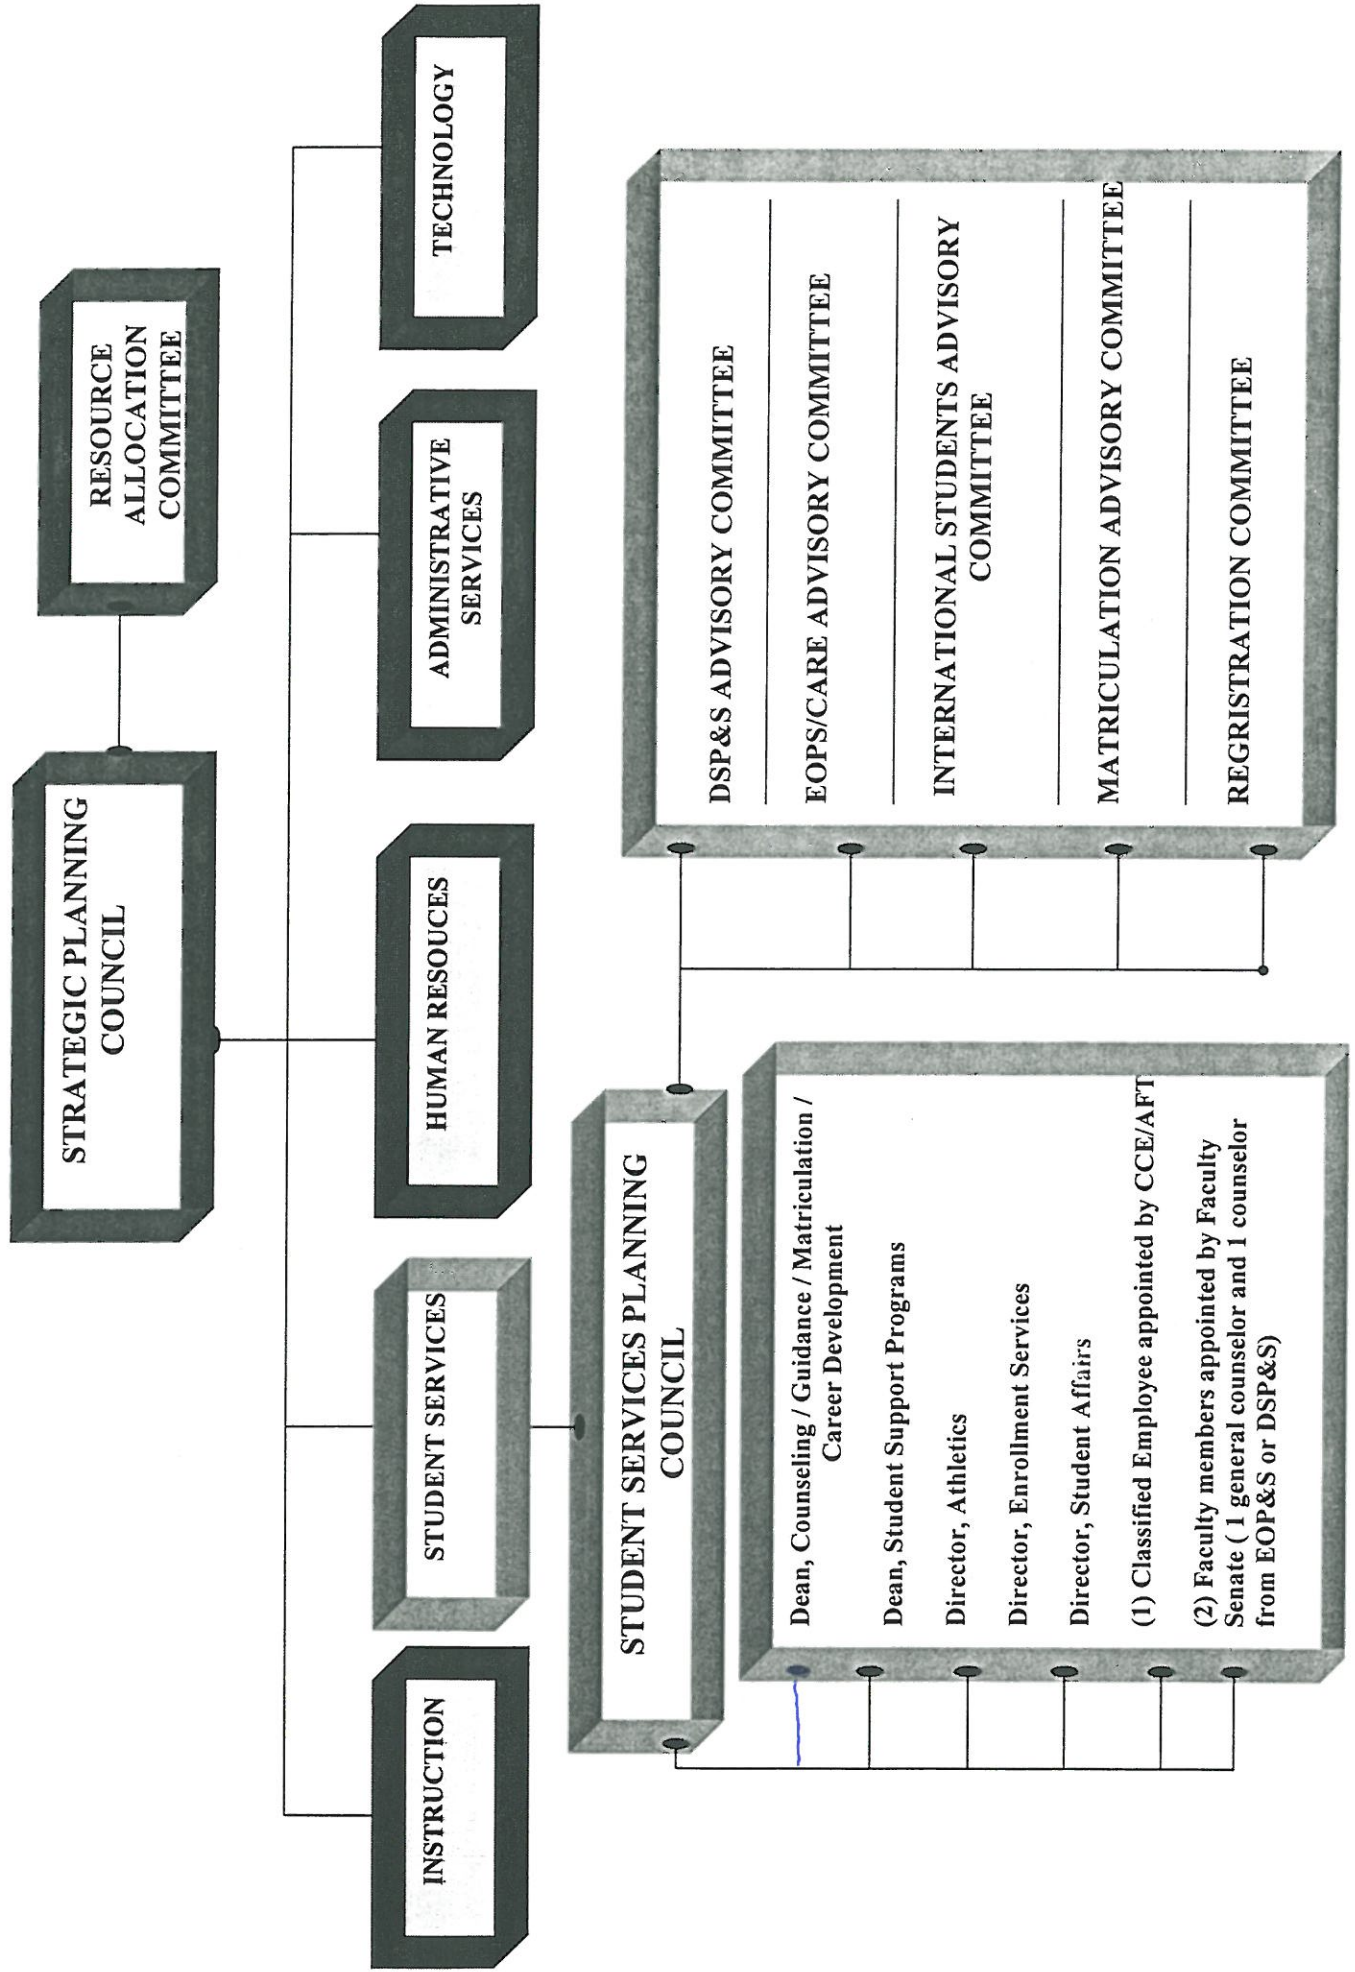 STRATEGIC PLANNING
COUNCIL
RESOURCE
ALLOCATION
COMMITTEE
INSTRUCTION
STUDENT SERVICES
HUMAN RESOUCES
ADMINISTRATIVE
SERVICES
TECHNOLOGY
STUDENT SERVICES PLANNING
COUNCIL
Dean, Counseling / Guidance / Matriculation /
Career Development
Dean, Student Support Programs
Director, Athletics
Director, Enrollment Services
Director, Student Affairs
(1) Classified Employee appointed by CCE/AFT
(2) Faculty members appointed by Faculty
Senate ( 1 general counselor and 1 counselor
from EOP&S or DSP&S)
DSP&S ADVISORY COMMITTEE
EOPS/CARE ADVISORY COMMITTEE
INTERNATIONAL STUDENTS ADVISORY
COMMITTEE
MATRICULATION ADVISORY COMMITTEE
REGRISTRATION COMMITTEE